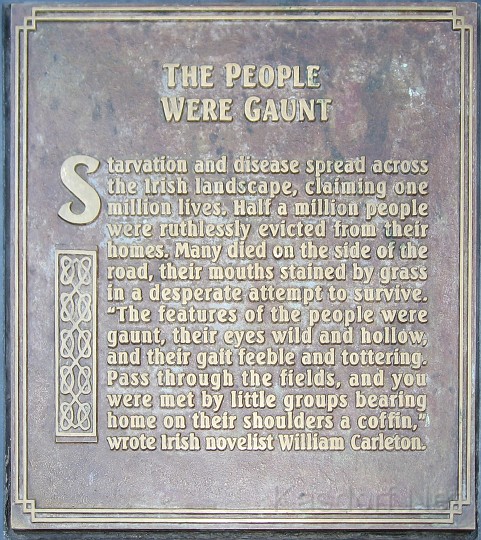 THE PEOPLE
WERE GAUNT
Starvation and disease spread across
the Irish landscape, claiming one
million lives. Half a million people
were ruthlessly evicted from their
homes. Many died on the side of the
road, their mouths stained by grass
in a desperate attempt to survive.
“The features of the people were
gaunt, their eyes wild and hollow,
and their gait feeble and tottering.
Pass through the fields, and you
were met by little groups bearing
home on their shoulders a coffin,”
wrote Irish novelist William Carleton.